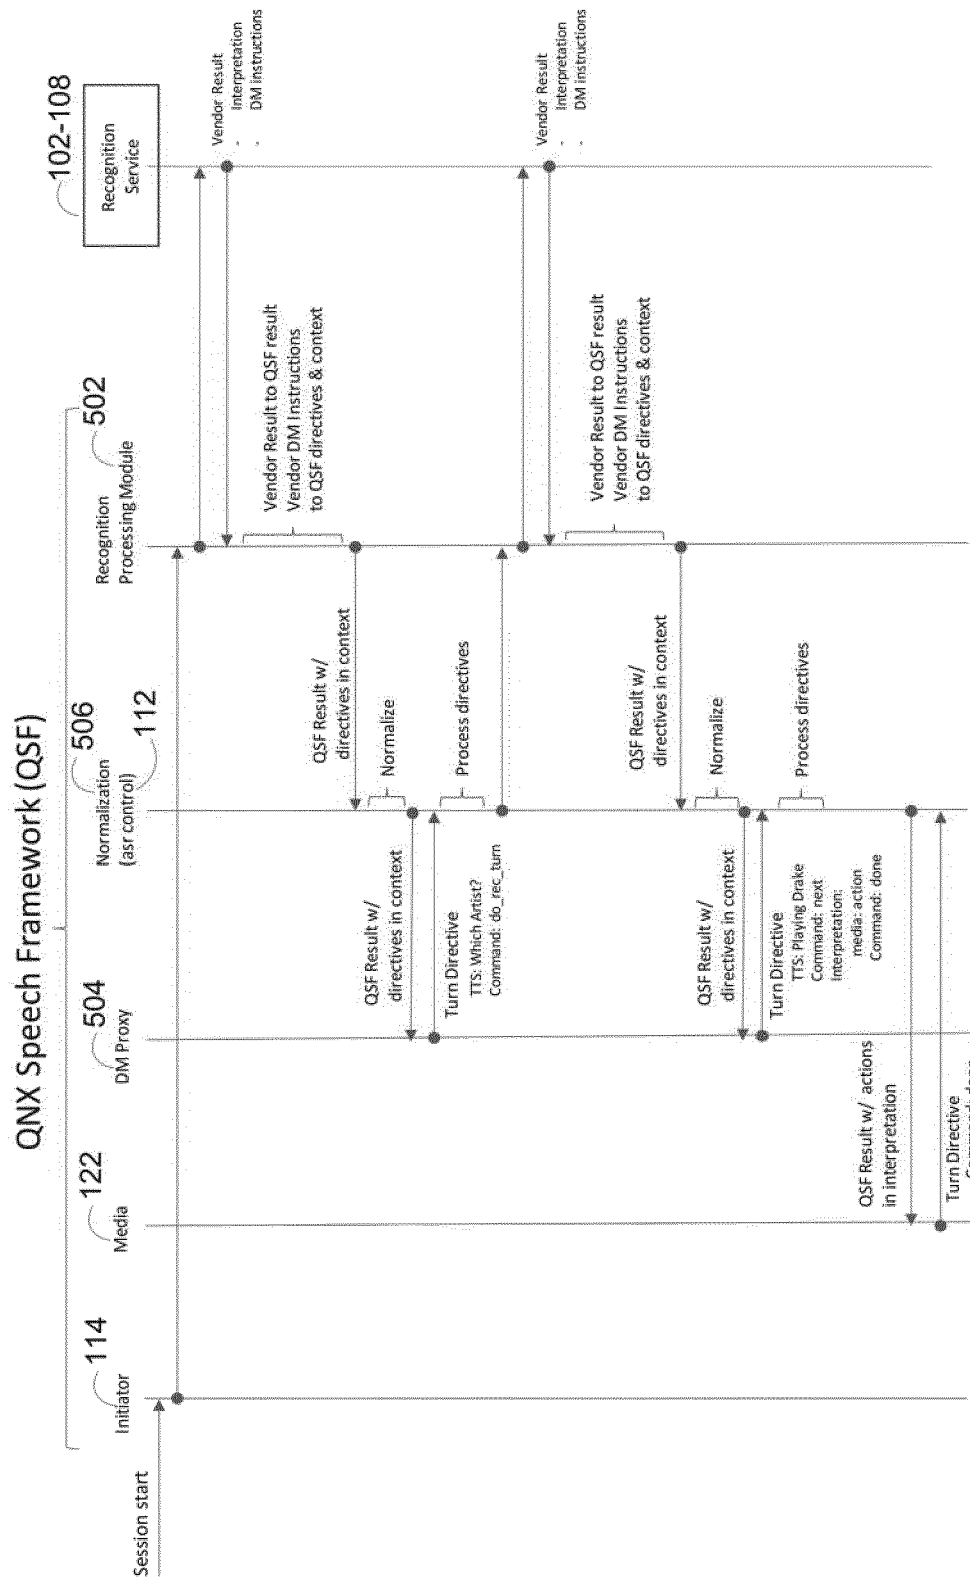 QNX Speech Framework (QSF)
114
122
504
506
112
502
102-108
Initiator
Media
DM Proxy
Normalization
(asr control)
Recognition
Processing Module
Recognition
Service
Session start
Vendor Result
- Interpretation
- DM instructions
Vendor Result to QSF result
Vendor DM Instructions
to QSF directives & context
QSF Result w/
directives in context
Normalize
QSF Result w/
directives in context
Turn Directive
TTS: Which Artist?
Command: do_rec_turn
Process directives
Vendor Result
- Interpretation
- DM instructions
Vendor Result to QSF result
Vendor DM Instructions
to QSF directives & context
QSF Result w/
directives in context
Normalize
QSF Result w/
directives in context
Turn Directive
TTS: Playing Drake
Command: next
Interpretation:
media: action
Command: done
Process directives
QSF Result w/ actions
in interpretation
Turn Directive